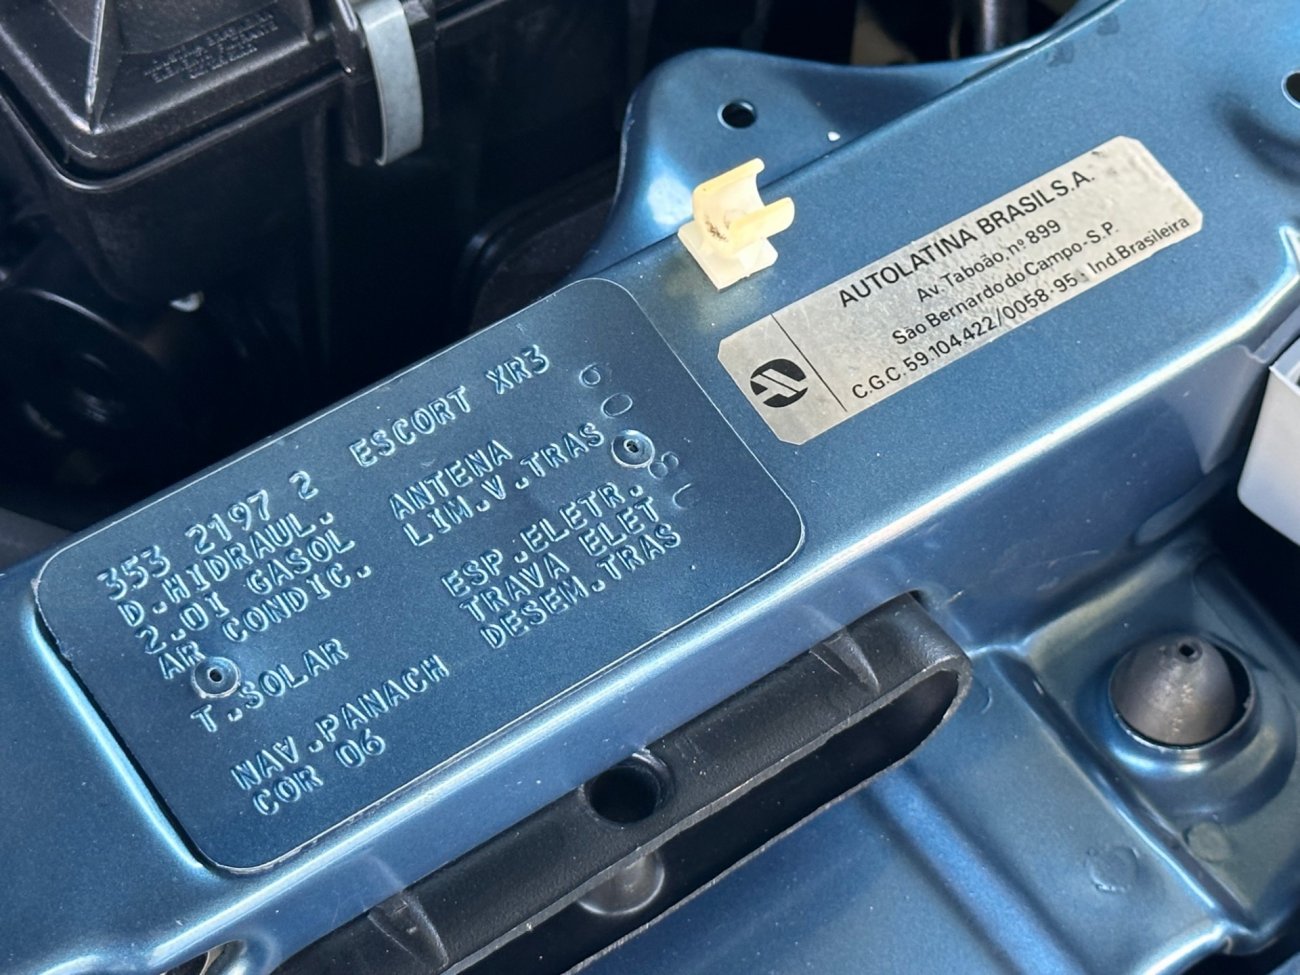 353 2197 2 ESCORT XR3
D.HIDRAUL. ANTENA
2.0I GASOL LIM.V.TRAS
AR CONDIC.
ESP.ELETR.
T.SOLAR TRAVA ELET
DESEM.TRAS
NAV.PANACH
COR 06
AUTOLATINA BRASIL S.A.
Av. Taboão, nº 899
São Bernardo do Campo - S.P.
C.G.C. 59.104.422/0058-95 - Ind. Brasileira